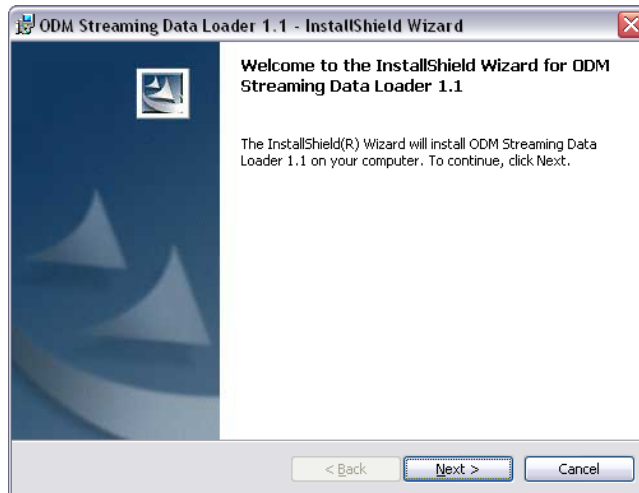 ODM Streaming Data Loader 1.1 - InstallShield Wizard
Welcome to the InstallShield Wizard for ODM
Streaming Data Loader 1.1
The InstallShield(R) Wizard will install ODM Streaming Data
Loader 1.1 on your computer. To continue, click Next.
< Back
Next >
Cancel